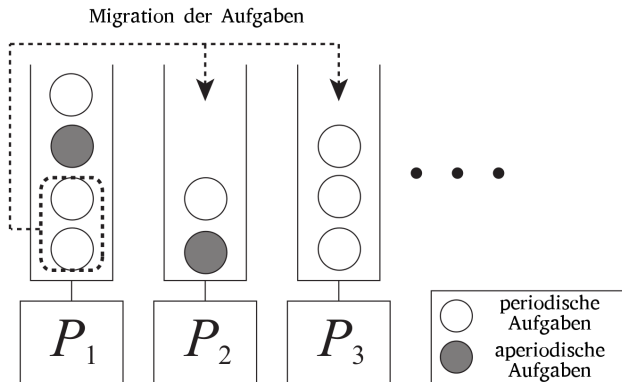 Migration der Aufgaben
P1
P2
P3
periodische
Aufgaben
aperiodische
Aufgaben